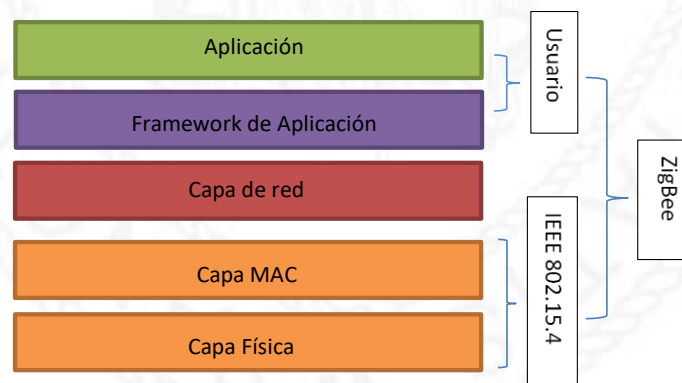 Aplicación
Framework de Aplicación
Capa de red
Capa MAC
Capa Física
Usuario
IEEE 802.15.4
ZigBee